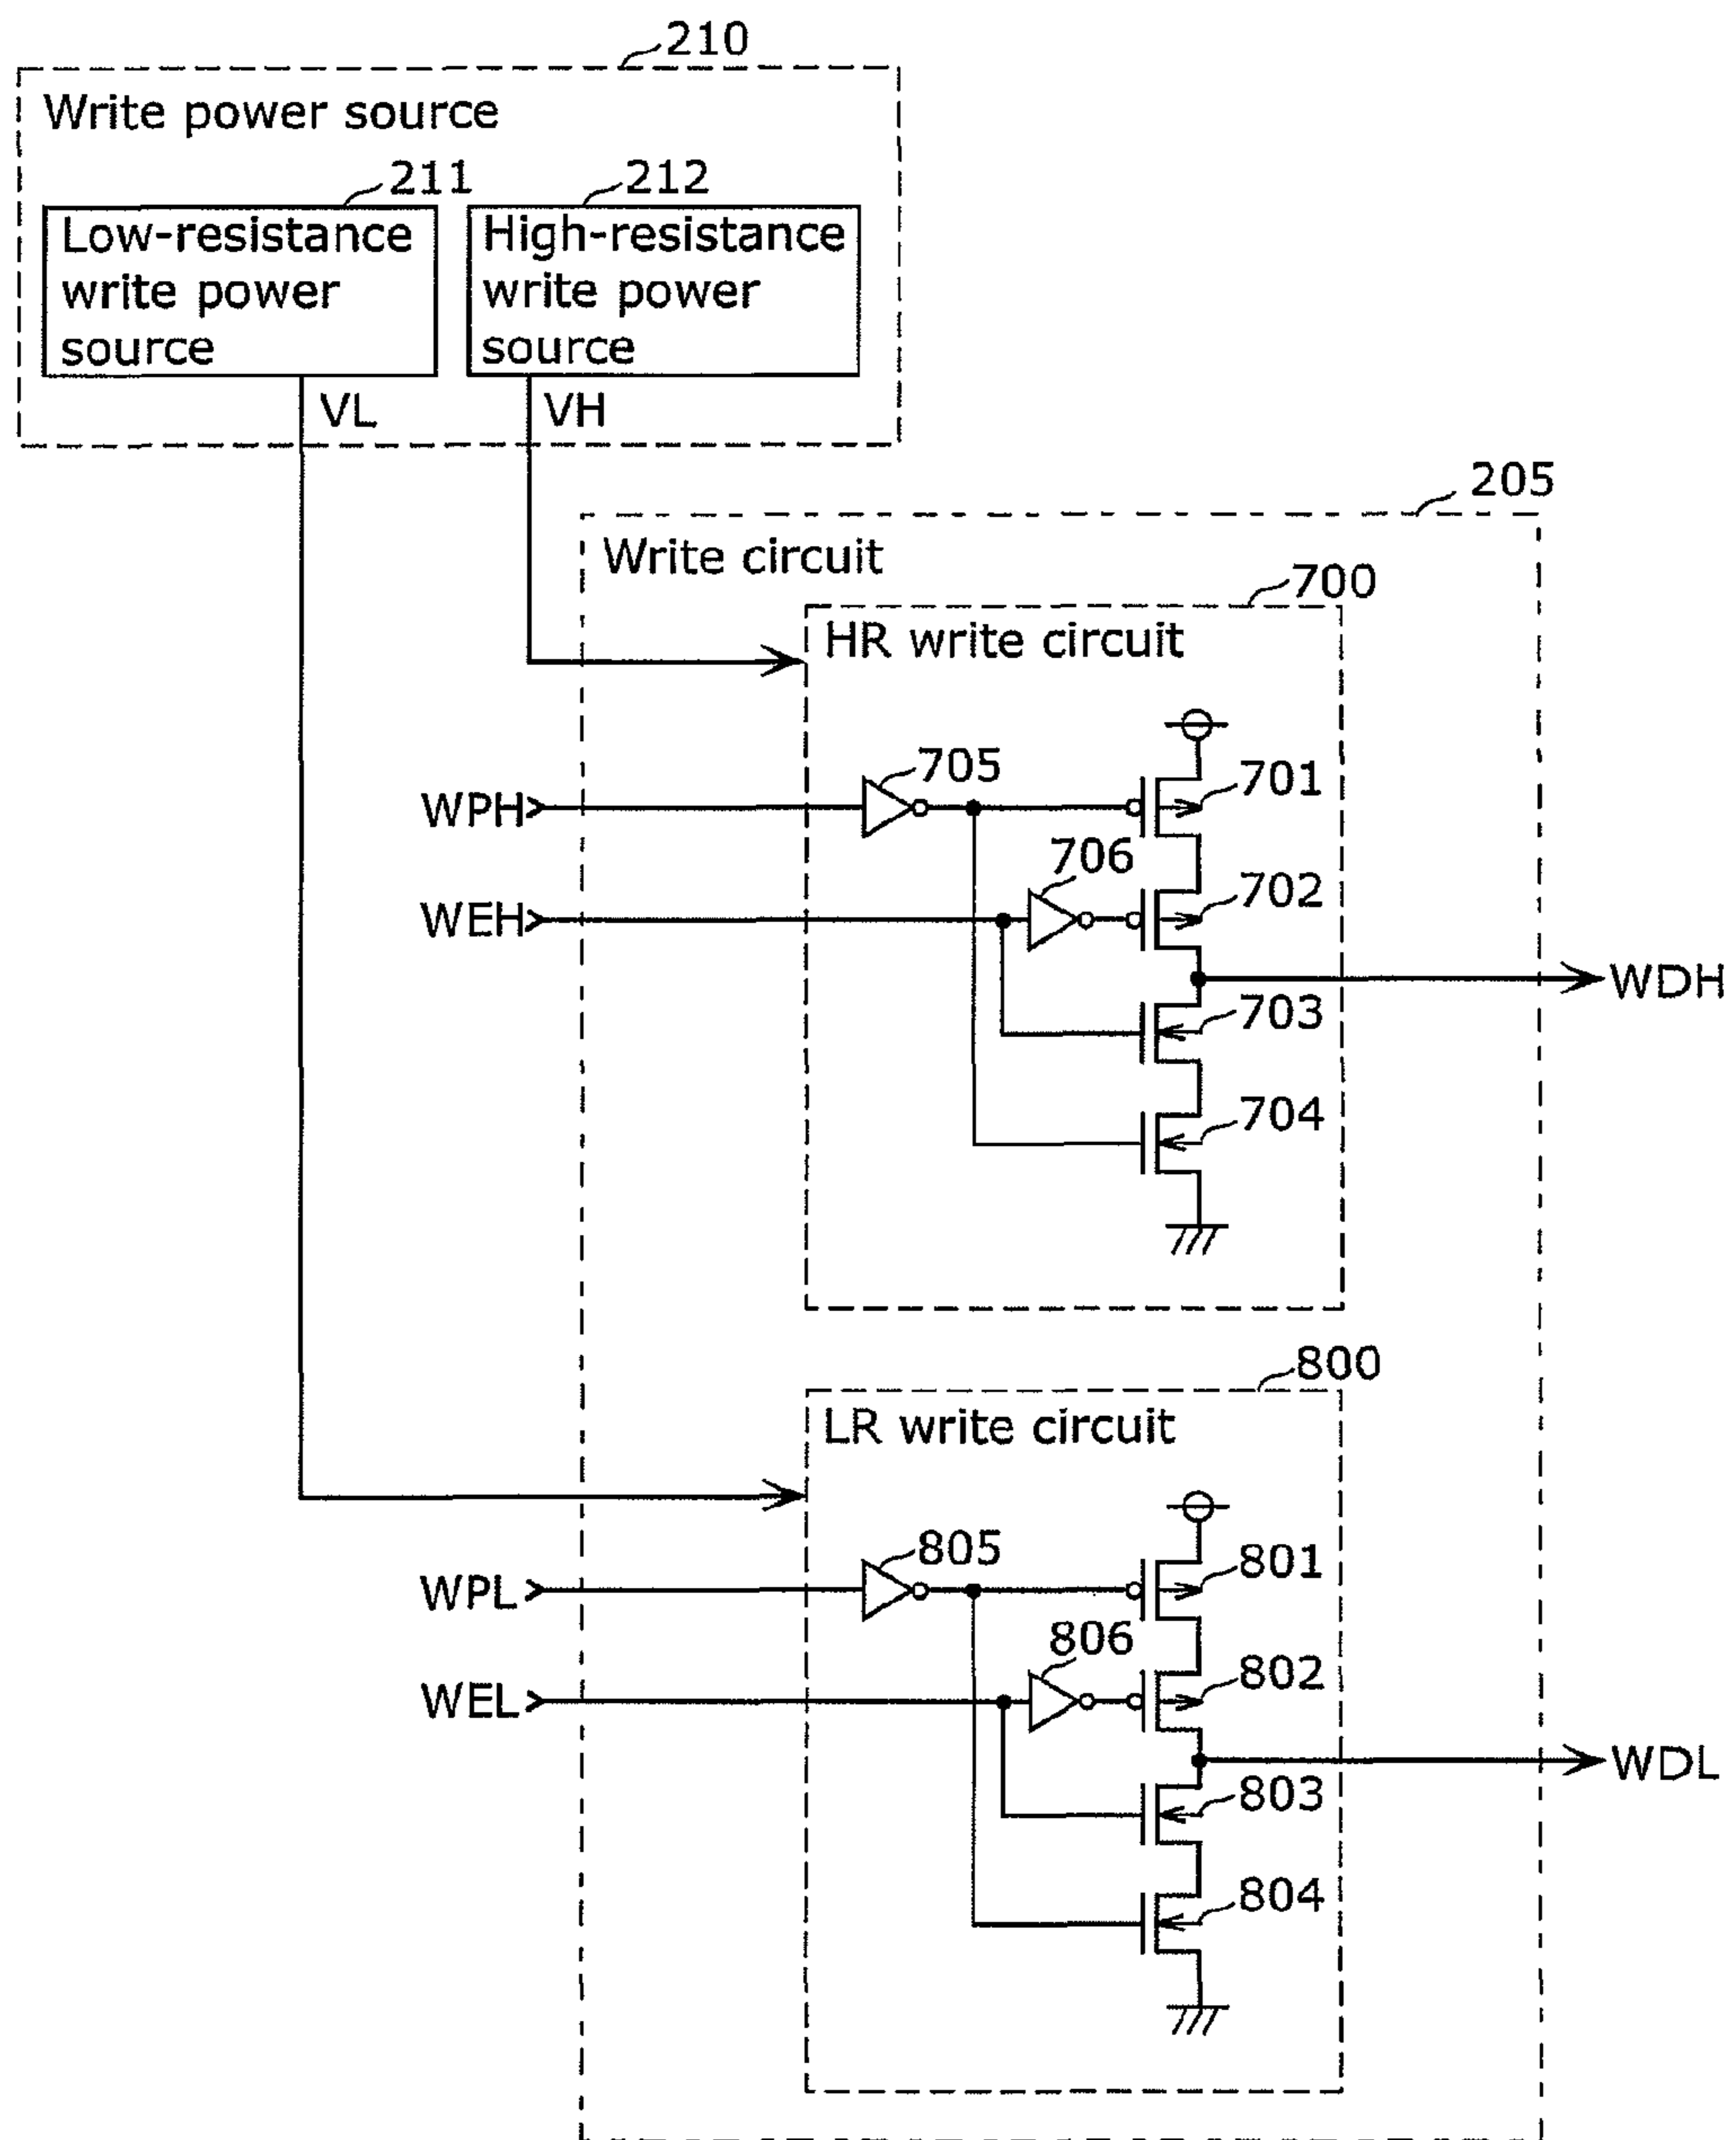 210
Write power source
211
212
Low-resistance
write power
source
High-resistance
write power
source
VL
VH
205
Write circuit
700
HR write circuit
WPH
705
701
706
WEH
702
WDH
703
704
800
LR write circuit
WPL
805
801
806
WEL
802
WDL
803
804